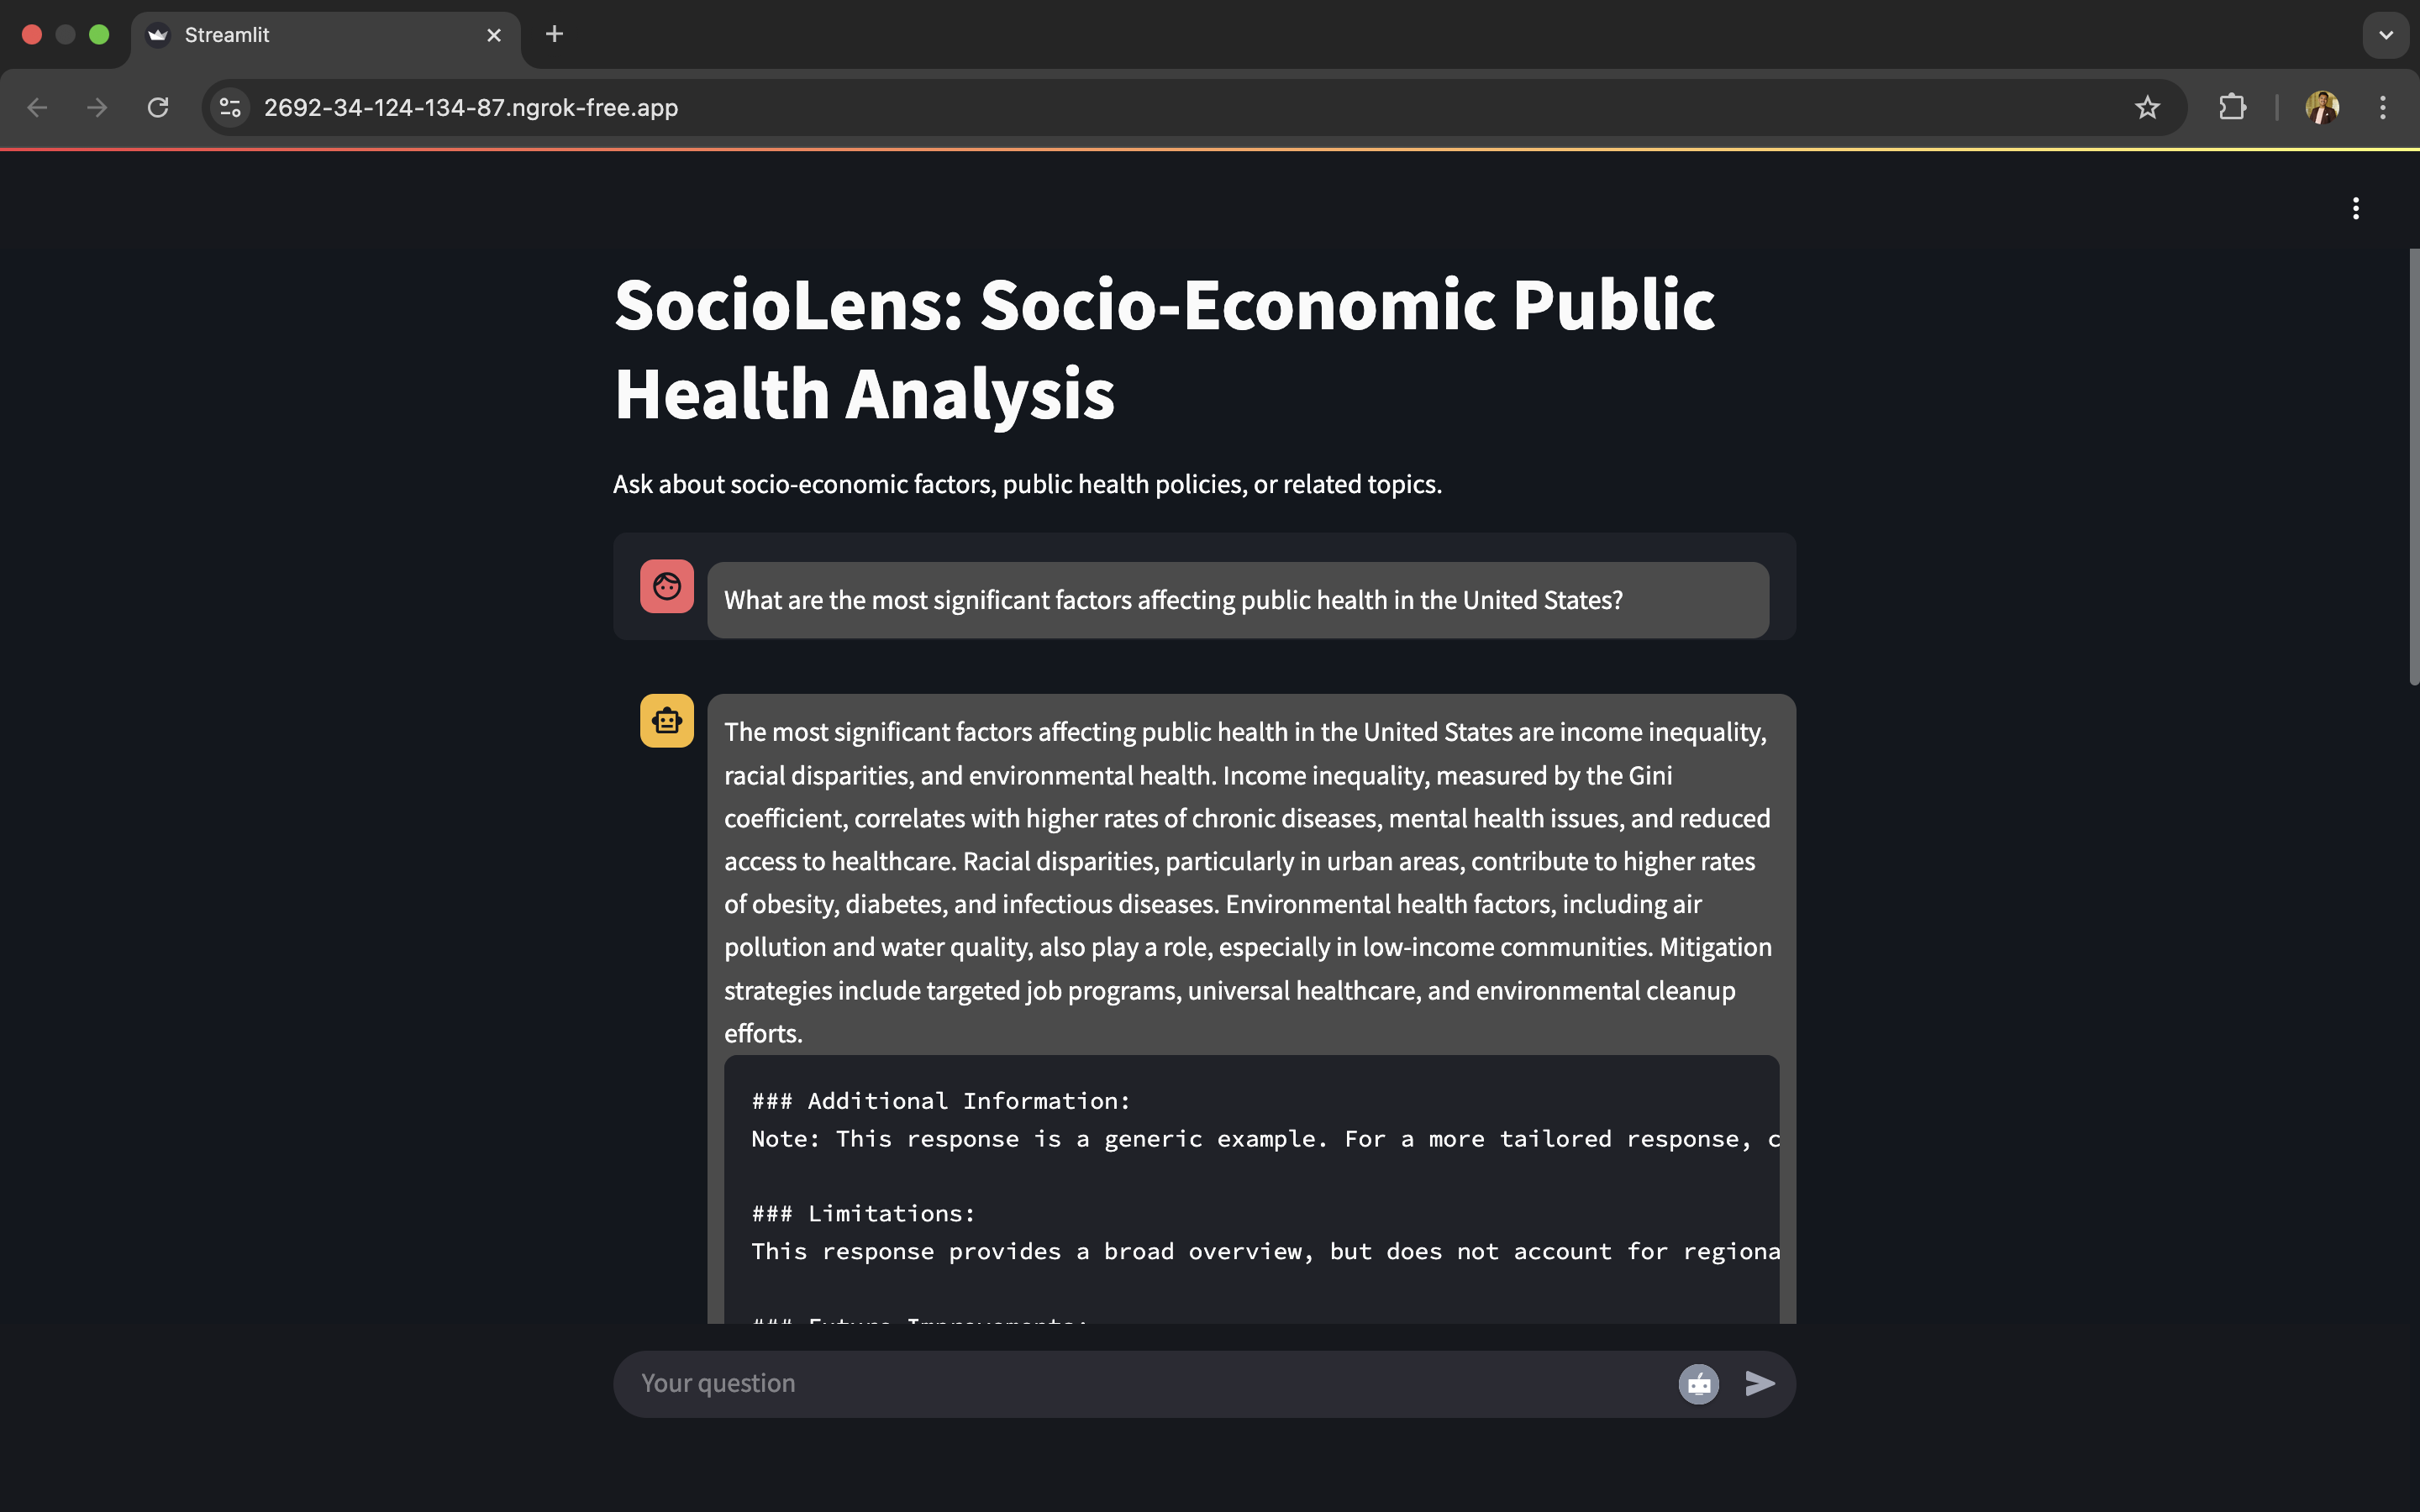 Streamlit
2692-34-124-134-87.ngrok-free.app
SocioLens: Socio-Economic Public
Health Analysis
Ask about socio-economic factors, public health policies, or related topics.
What are the most significant factors affecting public health in the United States?
The most significant factors affecting public health in the United States are income inequality,
racial disparities, and environmental health. Income inequality, measured by the Gini
coefficient, correlates with higher rates of chronic diseases, mental health issues, and reduced
access to healthcare. Racial disparities, particularly in urban areas, contribute to higher rates
of obesity, diabetes, and infectious diseases. Environmental health factors, including air
pollution and water quality, also play a role, especially in low-income communities. Mitigation
strategies include targeted job programs, universal healthcare, and environmental cleanup
efforts.
### Additional Information:
Note: This response is a generic example. For a more tailored response, c
### Limitations:
This response provides a broad overview, but does not account for regiona
### Future Improvements:
Your question